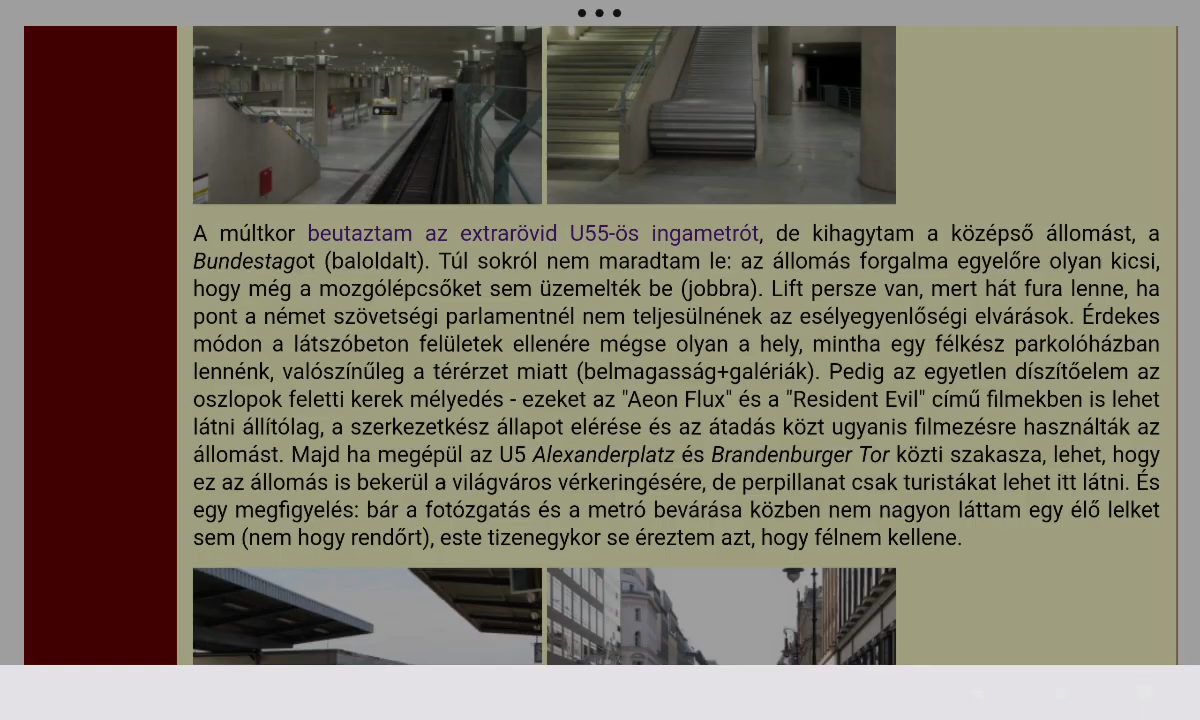 A múltkor beutaztam az extrarövid U55-ös ingametrót, de kihagytam a középső állomást, a
Bundestagot (baloldalt). Túl sokról nem maradtam le: az állomás forgalma egyelőre olyan kicsi,
hogy még a mozgólépcsőket sem üzemelték be (jobbra). Lift persze van, mert hát fura lenne, ha
pont a német szövetségi parlamentnél nem teljesülnének az esélyegyenlőségi elvárások. Érdekes
módon a látszóbeton felületek ellenére mégse olyan a hely, mintha egy félkész parkolóházban
lennénk, valószínűleg a térérzet miatt (belmagasság+galériák). Pedig az egyetlen díszítőelem az
oszlopok feletti kerek mélyedés - ezeket az "Aeon Flux" és a "Resident Evil" című filmekben is lehet
látni állítólag, a szerkezetkész állapot elérése és az átadás közt ugyanis filmezésre használták az
állomást. Majd ha megépül az U5 Alexanderplatz és Brandenburger Tor közti szakasza, lehet, hogy
ez az állomás is bekerül a világváros vérkeringésére, de perpillanat csak turistákat lehet itt látni. És
egy megfigyelés: bár a fotózgatás és a metró bevárása közben nem nagyon láttam egy élő lelket
sem (nem hogy rendőrt), este tizenegykor se éreztem azt, hogy félnem kellene.